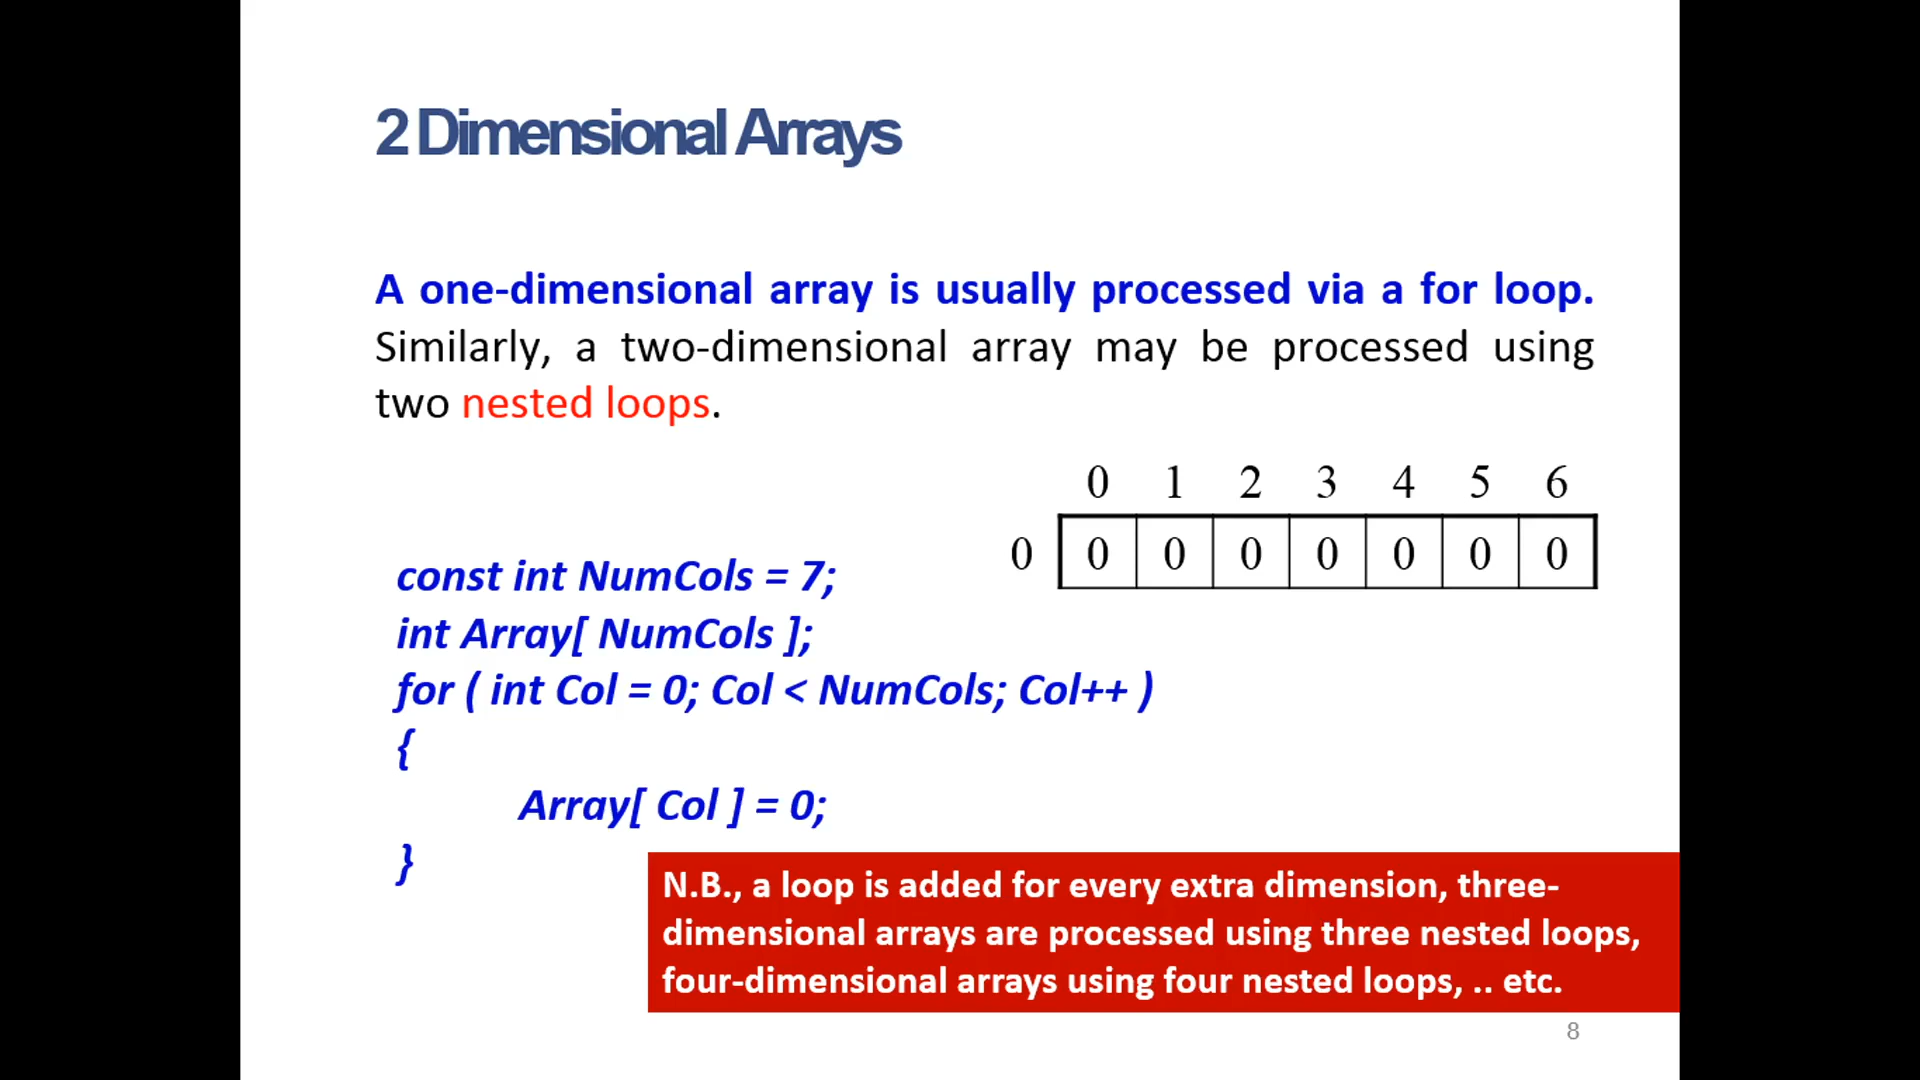 2 Dimensional Arrays
A one-dimensional array is usually processed via a for loop.
Similarly, a two-dimensional array may be processed using
two nested loops.
0 1 2 3 4 5 6
0 0 0 0 0 0 0 0
const int NumCols = 7;
int Array[ NumCols ];
for ( int Col = 0; Col < NumCols; Col++ )
{
Array[ Col ] = 0;
}
N.B., a loop is added for every extra dimension, three-
dimensional arrays are processed using three nested loops,
four-dimensional arrays using four nested loops, .. etc.
8